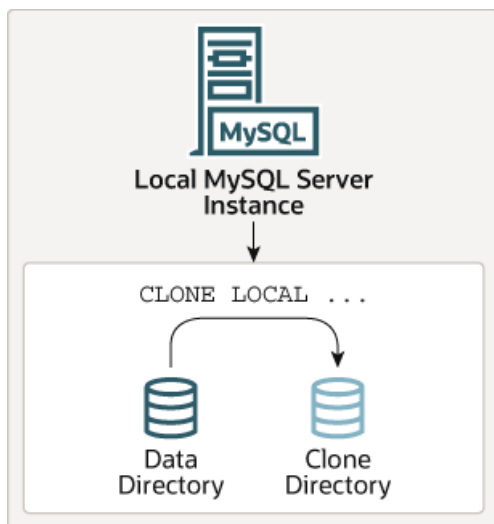 MySQL
Local MySQL Server
Instance
CLONE LOCAL ...
Data
Directory
Clone
Directory